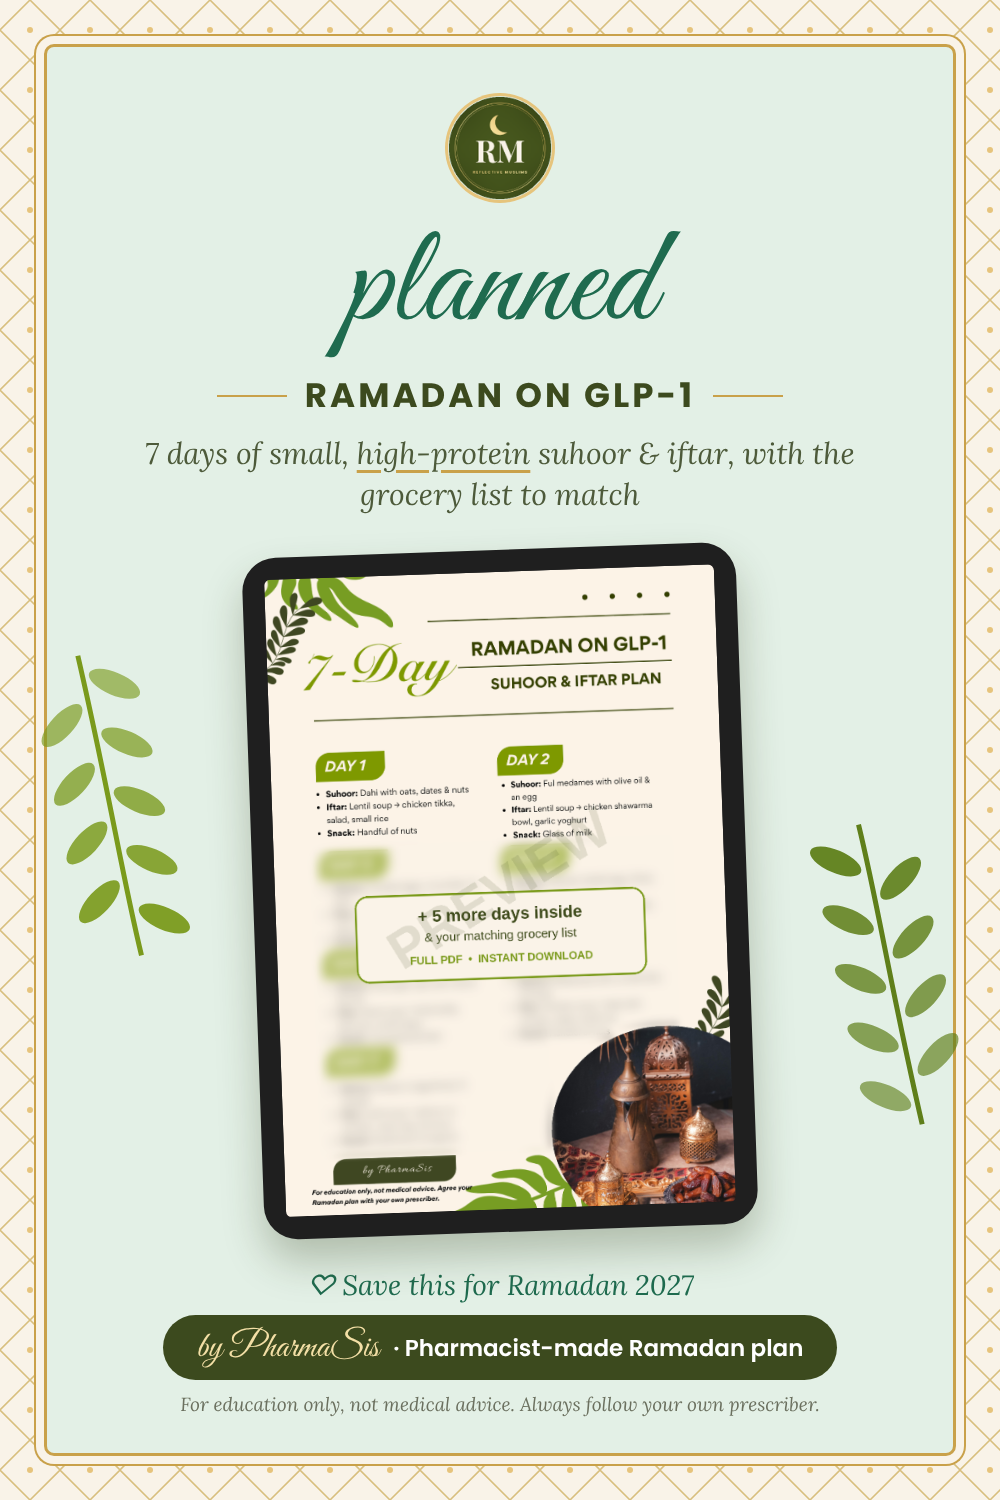 RM
REFLECTIVE MUSLIMS
planned
RAMADAN ON GLP-1
7 days of small, high-protein suhoor & iftar, with the
grocery list to match
7-Day
RAMADAN ON GLP-1
SUHOOR & IFTAR PLAN
DAY 1
• Suhoor: Dahi with oats, dates & nuts
• Iftar: Lentil soup → chicken tikka,
salad, small rice
• Snack: Handful of nuts
DAY 2
• Suhoor: Ful medames with olive oil &
an egg
• Iftar: Lentil soup → chicken shawarma
bowl, garlic yoghurt
• Snack: Glass of milk
PREVIEW
+ 5 more days inside
& your matching grocery list
FULL PDF • INSTANT DOWNLOAD
by PharmaSis
For education only, not medical advice. Agree your
Ramadan plan with your own prescriber.
♡ Save this for Ramadan 2027
by PharmaSis · Pharmacist-made Ramadan plan
For education only, not medical advice. Always follow your own prescriber.